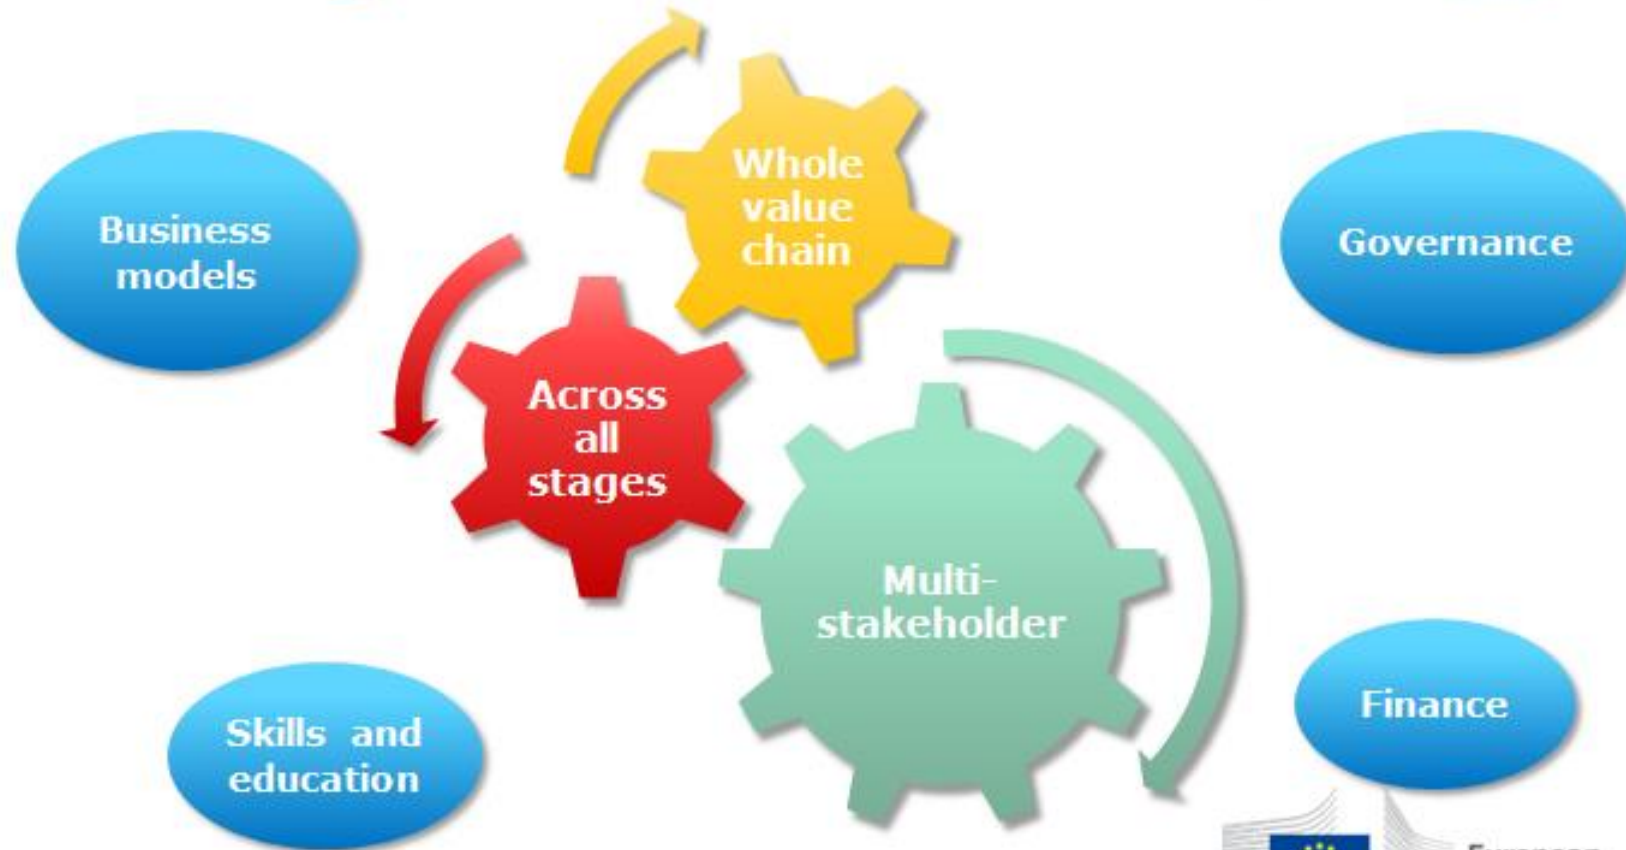 Whole
value
chain
Business
models
Governance
Across
all
stages
Multi-
stakeholder
Skills and
education
Finance